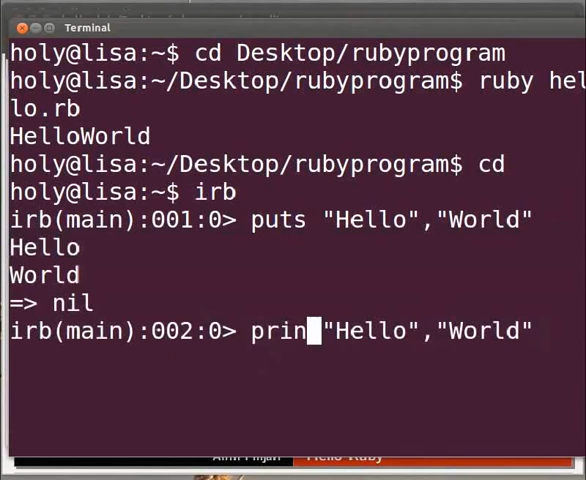 Terminal
holy@lisa:~$ cd Desktop/rubyprogram
holy@lisa:~/Desktop/rubyprogram$ ruby hel
lo.rb
HelloWorld
holy@lisa:~/Desktop/rubyprogram$ cd
holy@lisa:~$ irb
irb(main):001:0> puts "Hello","World"
Hello
World
=> nil
irb(main):002:0> prin "Hello","World"
Hello Ruby